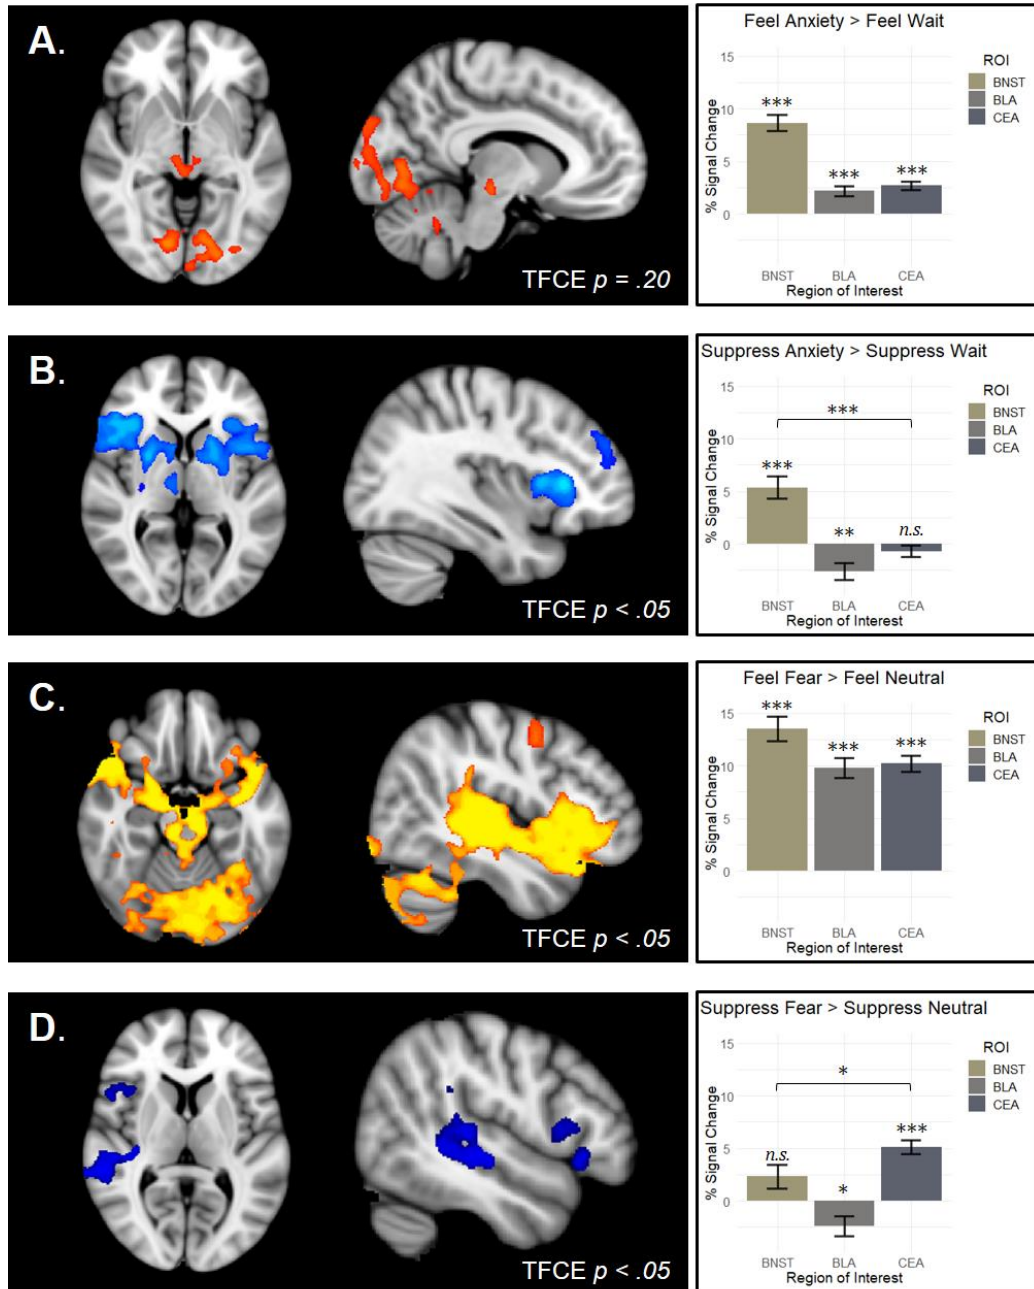 A.
TFCE p = .20
Feel Anxiety > Feel Wait
% Signal Change
15
10
5
0
***
***
***
BNST BLA CEA
Region of Interest
ROI
BNST
BLA
CEA
B.
TFCE p < .05
Suppress Anxiety > Suppress Wait
% Signal Change
15
10
5
0
***
***
**
n.s.
BNST BLA CEA
Region of Interest
ROI
BNST
BLA
CEA
C.
TFCE p < .05
Feel Fear > Feel Neutral
% Signal Change
15
10
5
0
***
***
***
BNST BLA CEA
Region of Interest
ROI
BNST
BLA
CEA
D.
TFCE p < .05
Suppress Fear > Suppress Neutral
% Signal Change
15
10
5
0
*
n.s.
*
***
BNST BLA CEA
Region of Interest
ROI
BNST
BLA
CEA